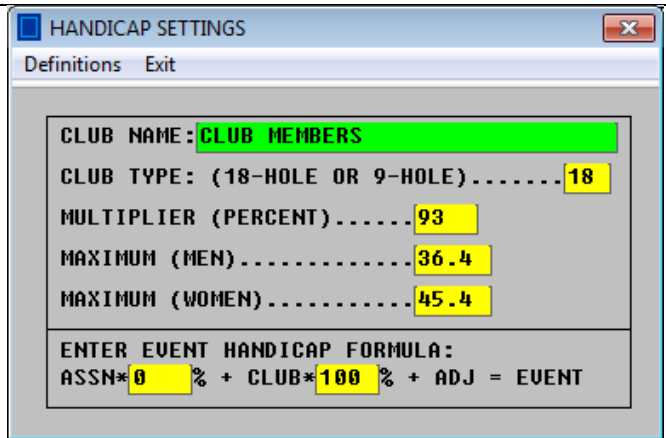 HANDICAP SETTINGS
Definitions Exit
CLUB NAME: CLUB MEMBERS
CLUB TYPE: (18-HOLE OR 9-HOLE).......18
MULTIPLIER (PERCENT)......93
MAXIMUM (MEN).............36.4
MAXIMUM (WOMEN)...........45.4
ENTER EVENT HANDICAP FORMULA:
ASSN*0 % + CLUB*100 % + ADJ = EVENT